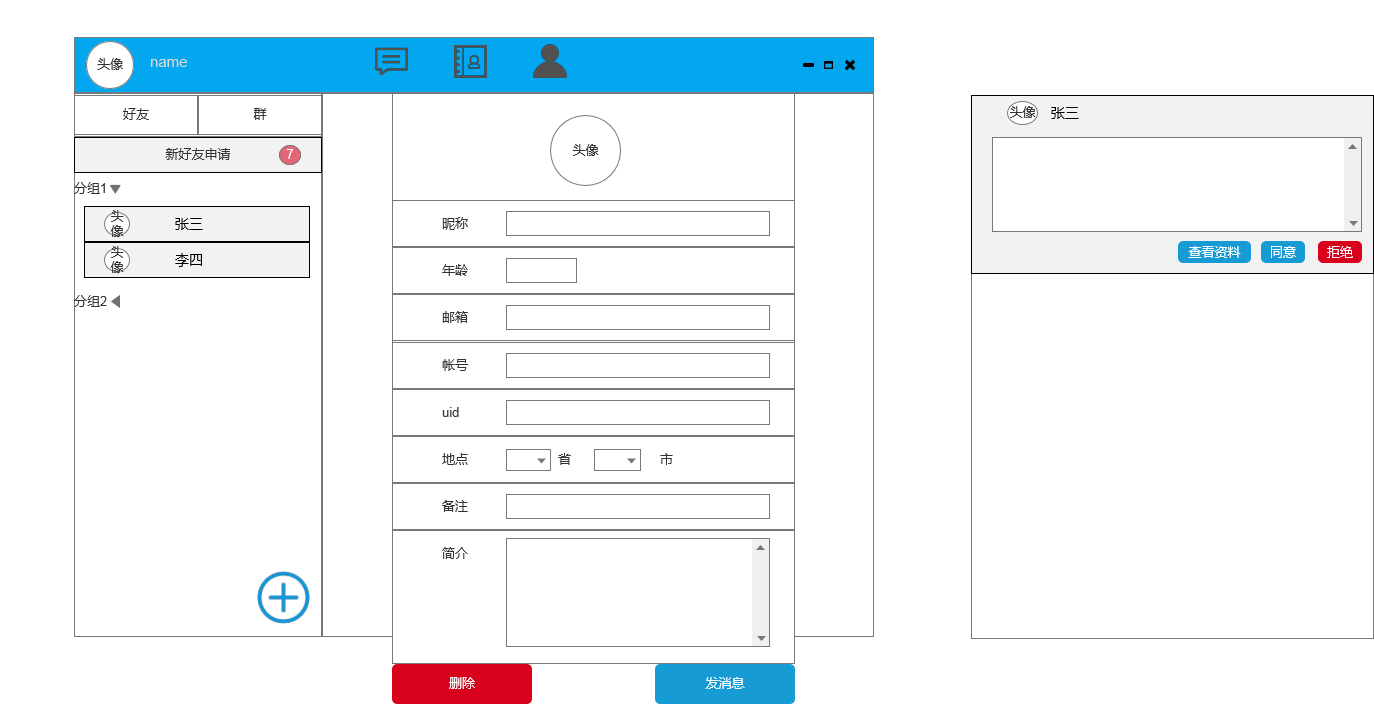 头像
name
好友
群
新好友申请
7
分组1
头像
张三
头像
李四
分组2
头像
昵称
年龄
邮箱
帐号
uid
地点
省
市
备注
简介
删除
发消息
头像
张三
查看资料
同意
拒绝